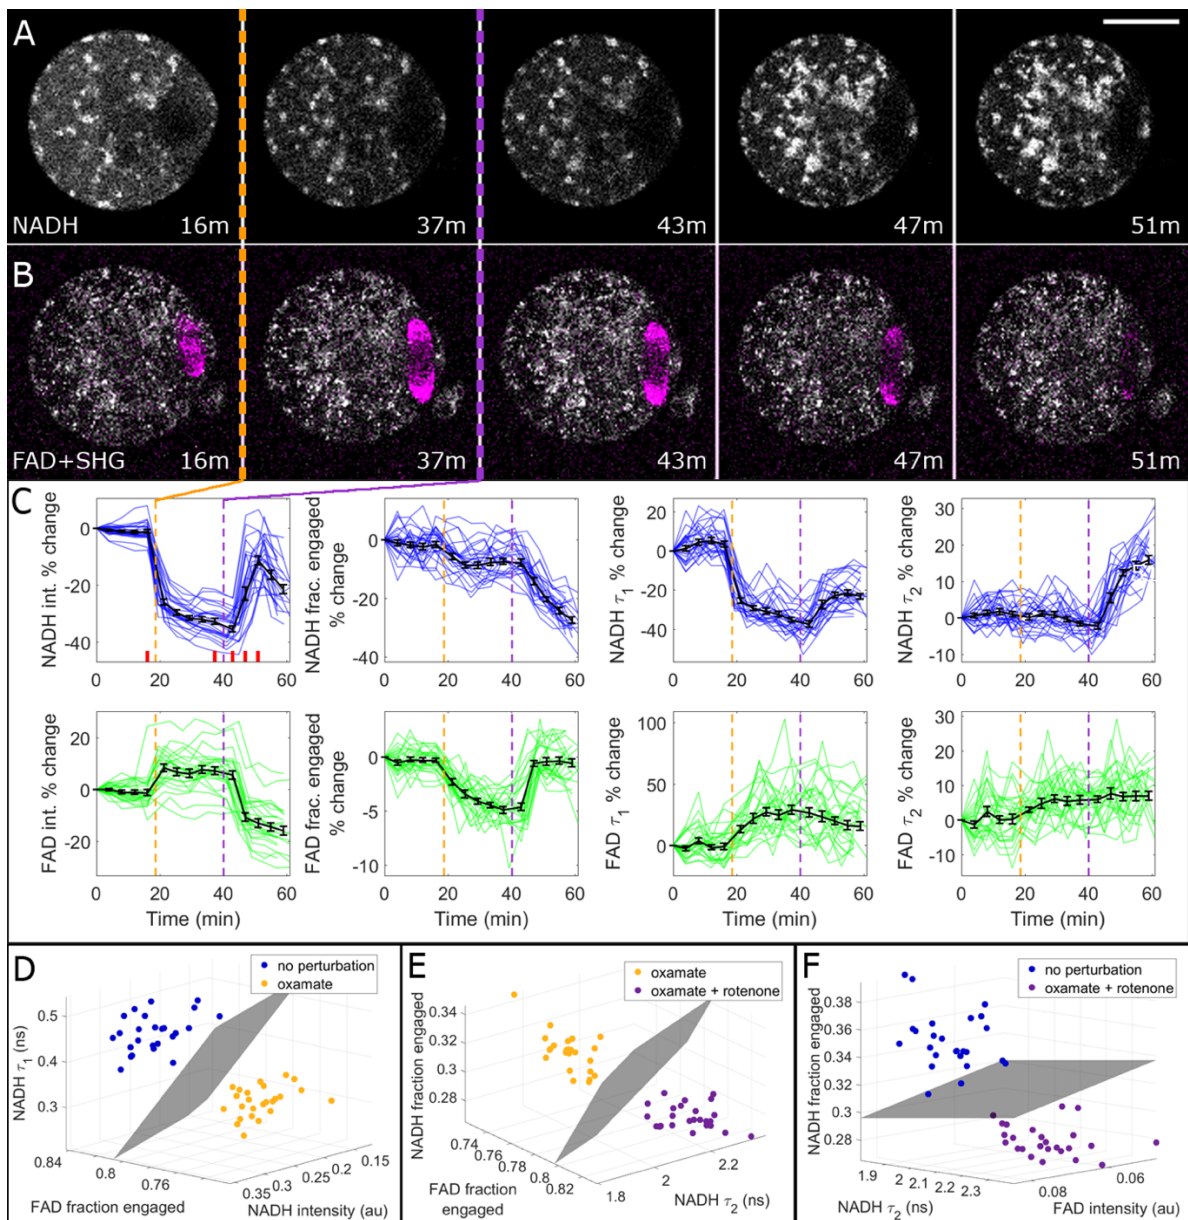 A
NADH 16m 37m 43m 47m 51m
B
FAD+SHG 16m 37m 43m 47m 51m
C
NADH int. % change
0
-20
-40
0 20 40 60
NADH frac. engaged
% change
20
0
-20
-40
0 20 40 60
NADH τ1 % change
20
0
-20
-40
0 20 40 60
NADH τ2 % change
30
20
10
0
-10
0 20 40 60
FAD int. % change
20
0
-20
0 20 40 60
Time (min)
FAD frac. engaged
% change
0
-5
-10
0 20 40 60
Time (min)
FAD τ1 % change
100
50
0
0 20 40 60
Time (min)
FAD τ2 % change
30
20
10
0
-10
0 20 40 60
Time (min)
D
no perturbation
oxamate
NADH τ1 (ns)
0.5
0.4
0.3
0.84 0.8 0.76
FAD fraction engaged
0.35 0.3 0.25 0.2 0.15
NADH intensity (au)
E
oxamate
oxamate + rotenone
NADH fraction engaged
0.34
0.32
0.3
0.28
0.74 0.76 0.78 0.8 0.82
FAD fraction
engaged
1.8 2 2.2
NADH τ2 (ns)
F
no perturbation
oxamate + rotenone
NADH fraction engaged
0.38
0.36
0.34
0.32
0.3
0.28
1.9 2 2.1 2.2 2.3
NADH τ2 (ns)
0.08 0.06
FAD intensity (au)